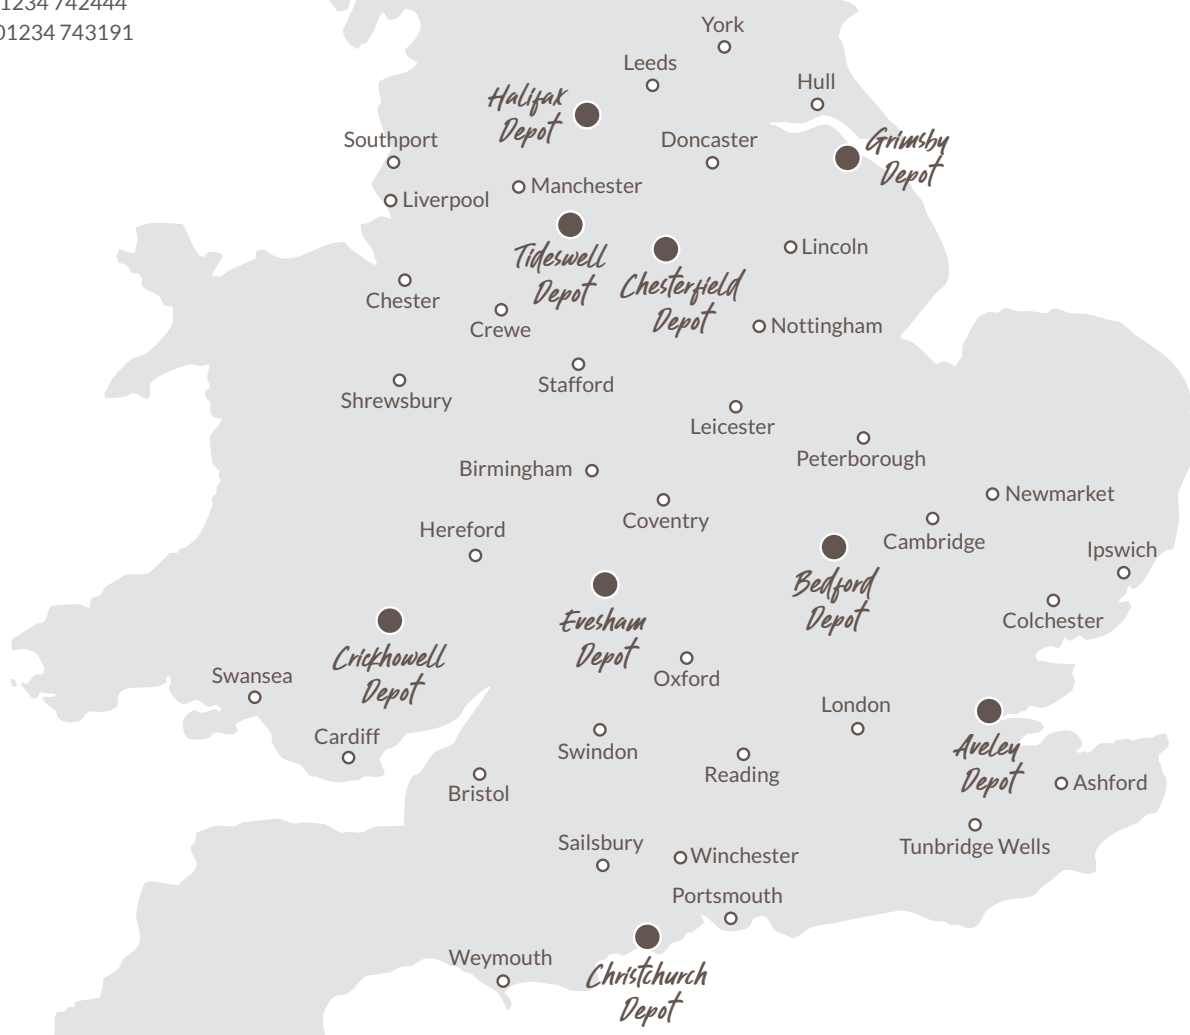 1234 742444
01234 743191
York
Leeds
Hull
Halifax
Depot
Southport
Doncaster
Grimsby
Depot
Manchester
Liverpool
Tideswell
Depot
Chesterfield
Depot
Lincoln
Chester
Crewe
Nottingham
Stafford
Shrewsbury
Leicester
Peterborough
Birmingham
Newmarket
Coventry
Hereford
Cambridge
Ipswich
Bedford
Depot
Colchester
Evesham
Depot
Crickhowell
Depot
Swansea
Oxford
London
Cardiff
Swindon
Aveley
Depot
Reading
Ashford
Bristol
Sailsbury
Winchester
Tunbridge Wells
Portsmouth
Weymouth
Christchurch
Depot